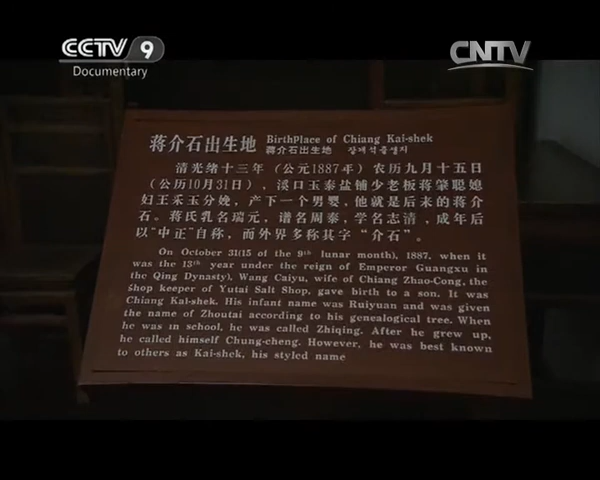 CCTV 9
Documentary
CNTV
蒋介石出生地 BirthPlace of Chiang Kai-shek
蒋介石出生地 장개석출생지
清光绪十三年（公元1887年）农历九月十五日
（公历10月31日），溪口玉泰盐铺少老板蒋肇聪媳
妇王采玉分娩，产下一个男婴，他就是后来的蒋介
石。蒋氏乳名瑞元，谱名周泰，学名志清，成年后
以“中正”自称，而外界多称其字“介石”。
On October 31(15 of the 9th lunar month), 1887, when it
was the 13th year under the reign of Emperor Guangxu in
the Qing Dynasty), Wang Caiyu, wife of Chiang Zhao-Cong, the
shop keeper of Yutai Salt Shop, gave birth to a son. It was
Chiang Kai-shek. His infant name was Ruiyuan and was given
the name of Zhoutai according to his genealogical tree. When
he was in school, he was called Zhiqing. After he grew up,
he called himself Chung-cheng. However, he was best known
to others as Kai-shek, his styled name